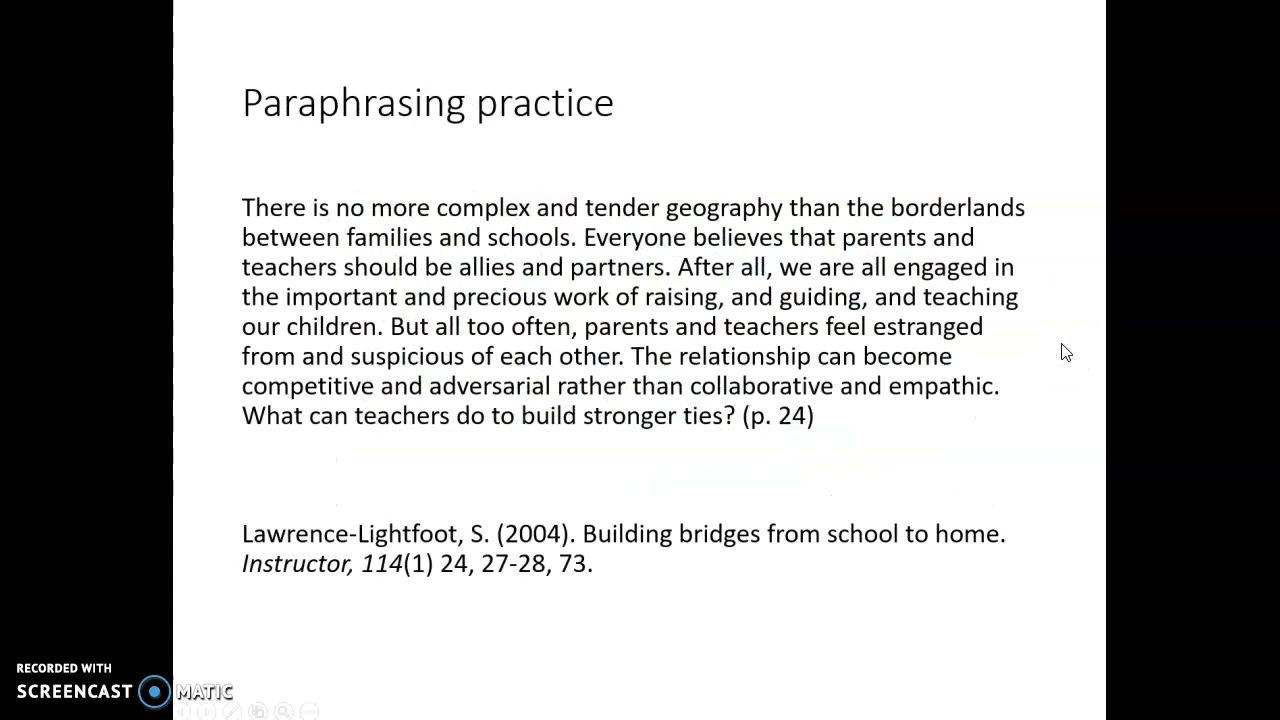 Paraphrasing practice
There is no more complex and tender geography than the borderlands
between families and schools. Everyone believes that parents and
teachers should be allies and partners. After all, we are all engaged in
the important and precious work of raising, and guiding, and teaching
our children. But all too often, parents and teachers feel estranged
from and suspicious of each other. The relationship can become
competitive and adversarial rather than collaborative and empathic.
What can teachers do to build stronger ties? (p. 24)
Lawrence-Lightfoot, S. (2004). Building bridges from school to home.
Instructor, 114(1) 24, 27-28, 73.
RECORDED WITH
SCREENCAST MATIC